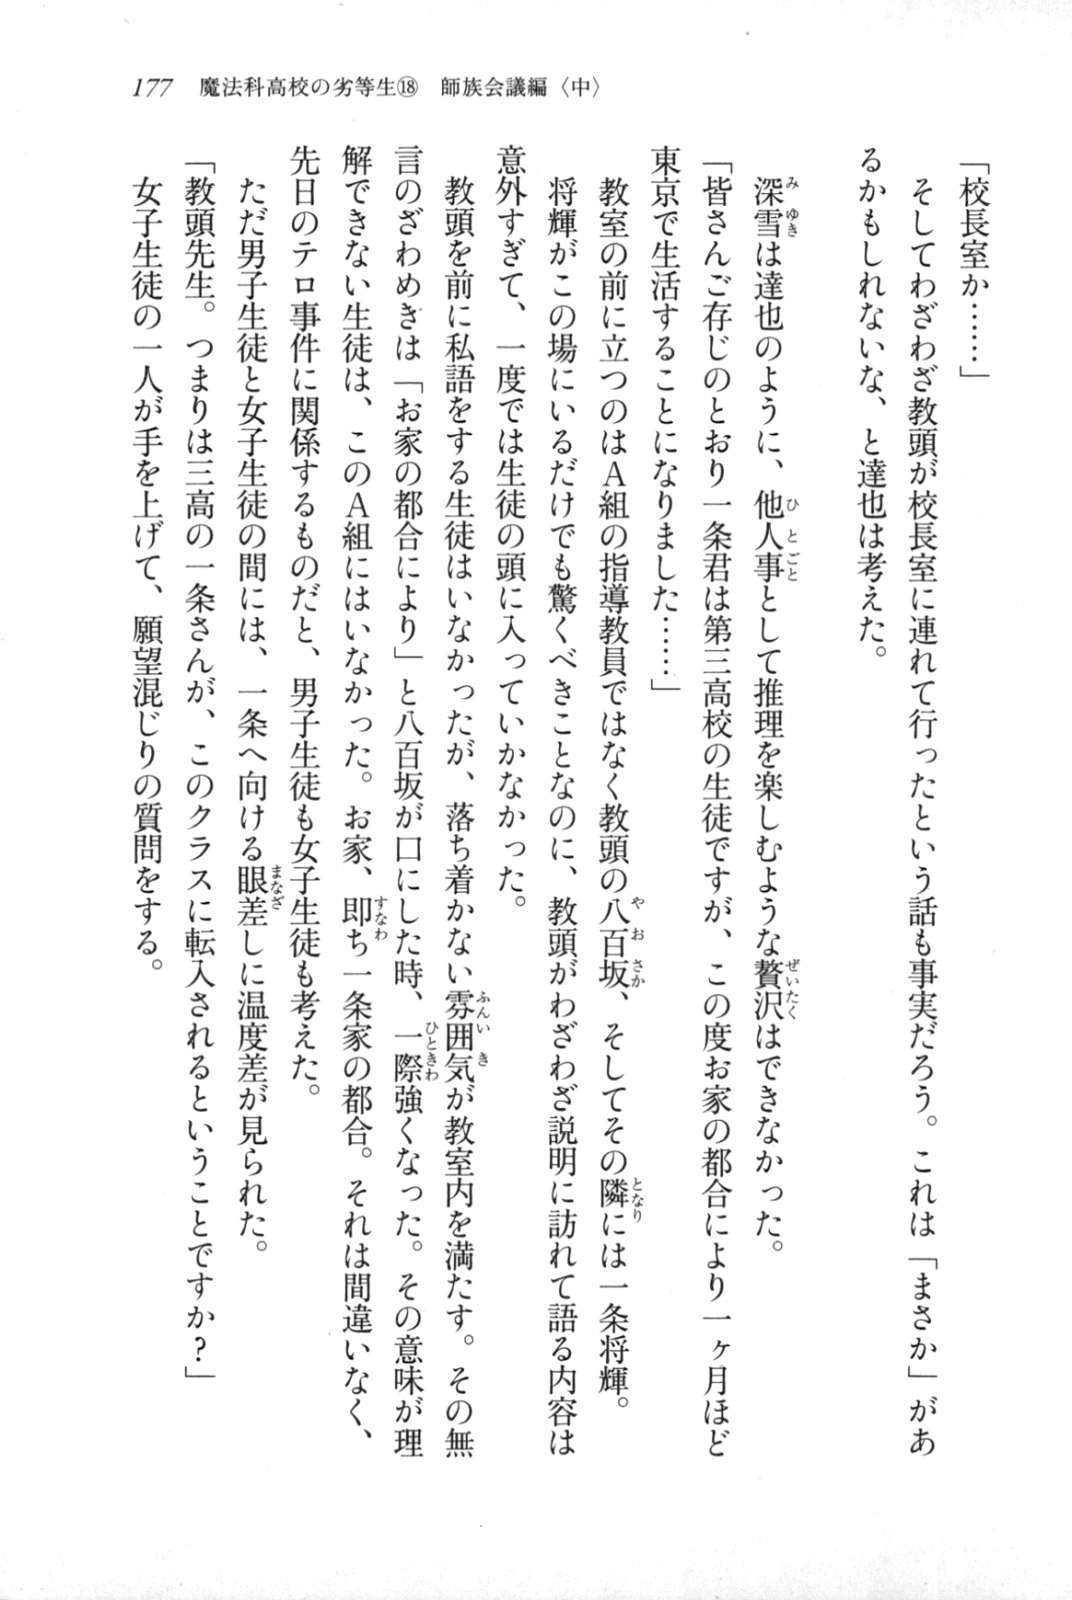 177　魔法科高校の劣等生⑱　師族会議編〈中〉
「校長室か……」
そしてわざわざ教頭が校長室に連れて行ったという話も事実だろう。これは「まさか」があ
るかもしれないな、と達也は考えた。
深雪は達也のように、他人事として推理を楽しむような贅沢はできなかった。
「皆さんご存じのとおり一条君は第三高校の生徒ですが、この度お家の都合により一ヶ月ほど
東京で生活することになりました……」
教室の前に立つのはA組の指導教員ではなく教頭の八百坂、そしてその隣には一条将輝。
将輝がこの場にいるだけでも驚くべきことなのに、教頭がわざわざ説明に訪れて語る内容は
意外すぎて、一度では生徒の頭に入っていかなかった。
教頭を前に私語をする生徒はいなかったが、落ち着かない雰囲気が教室内を満たす。その無
言のざわめきは「お家の都合により」と八百坂が口にした時、一際強くなった。その意味が理
解できない生徒は、このA組にはいなかった。お家、即ち一条家の都合。それは間違いなく、
先日のテロ事件に関係するものだと、男子生徒も女子生徒も考えた。
ただ男子生徒と女子生徒の間には、一条へ向ける眼差しに温度差が見られた。
「教頭先生。つまりは三高の一条さんが、このクラスに転入されるということですか？」
女子生徒の一人が手を上げて、願望混じりの質問をする。